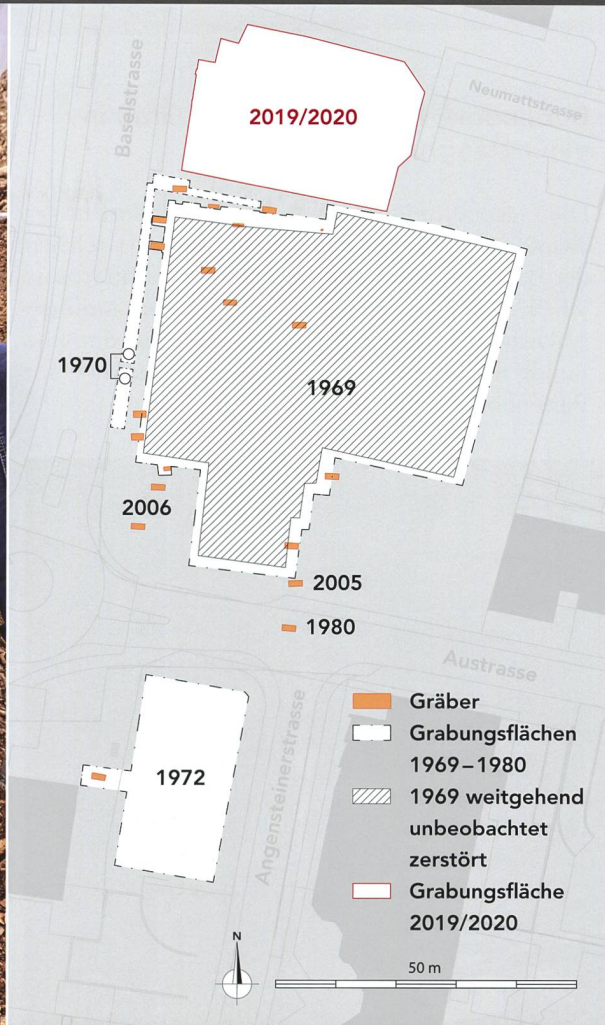 Baselstrasse
Neumattstrasse
2019/2020
1970
1969
2006
2005
1980
Austrasse
1972
Angensteinerstrasse
Gräber
Grabungsflächen
1969–1980
1969 weitgehend
unbeobachtet
zerstört
Grabungsfläche
2019/2020
N
50 m